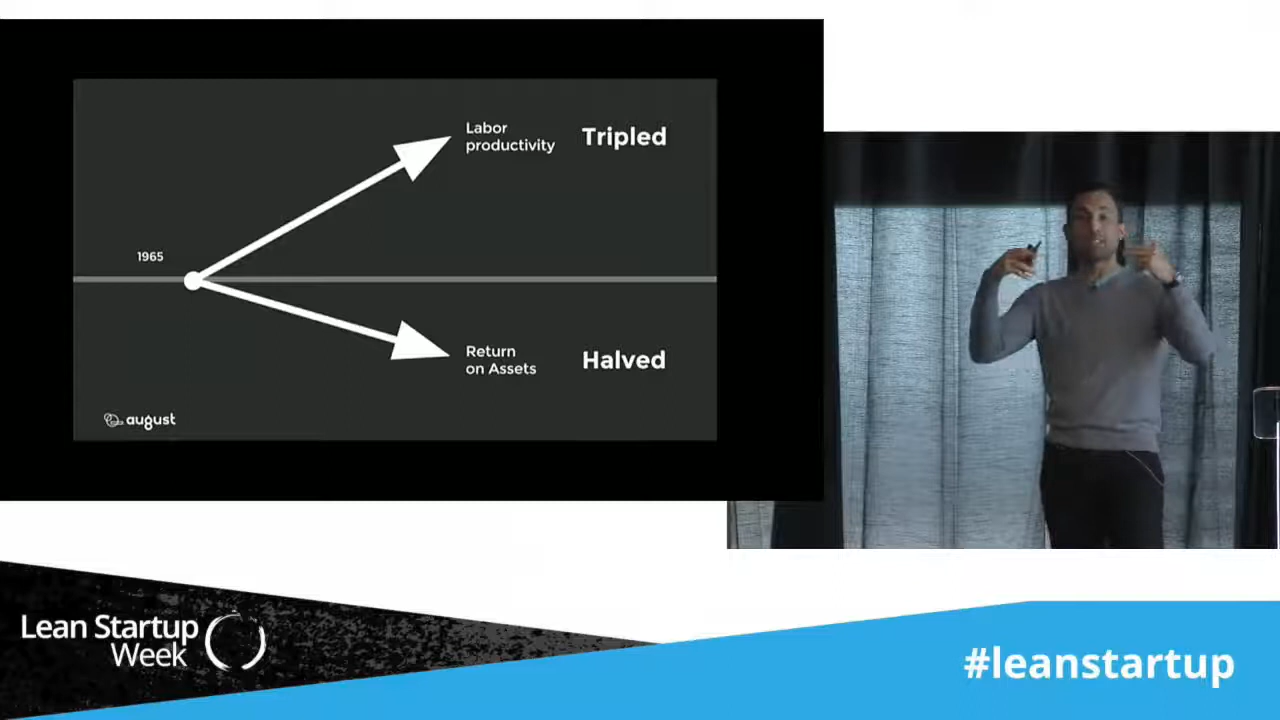 Labor
productivity
Tripled
1965
Return
on Assets
Halved
august
Lean Startup
Week
#leanstartup